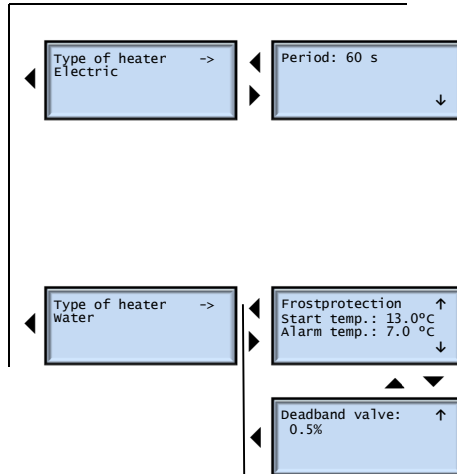 Type of heater ->
Electric
Period: 60 s
↓
Type of heater ->
Water
Frostprotection ↑
Start temp.: 13.0ºC
Alarm temp.: 7.0 ºC
↓
Deadband valve: ↑
0.5%